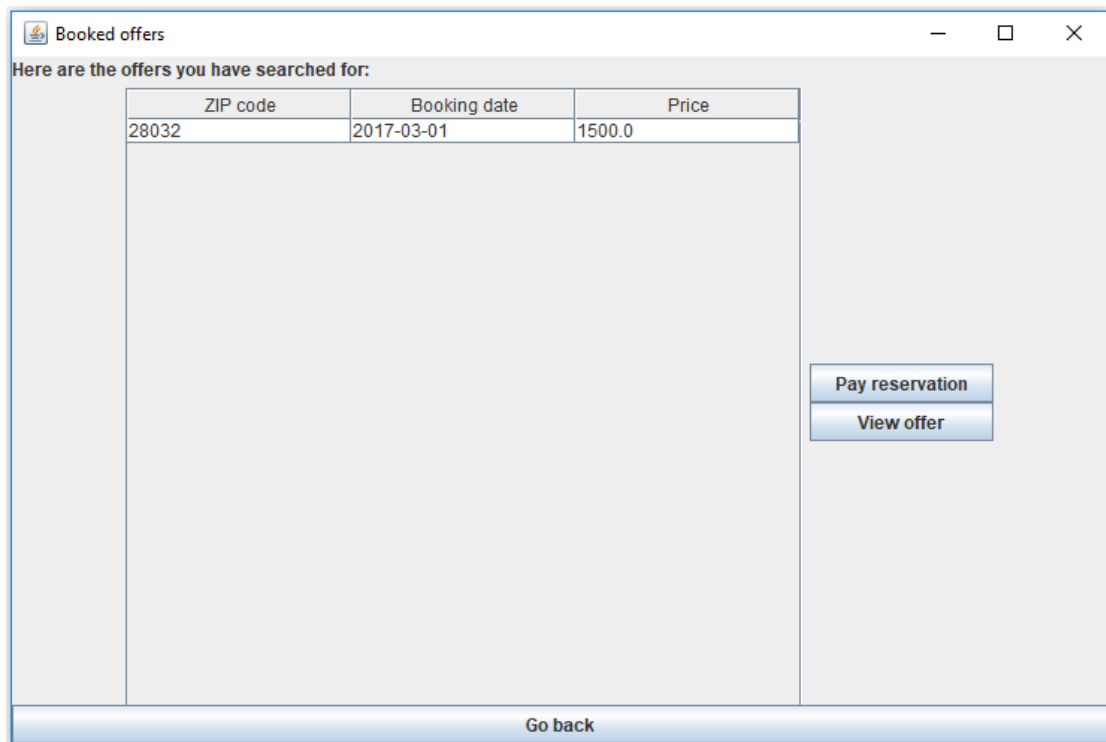 Booked offers
Here are the offers you have searched for:
ZIP code Booking date Price
28032 2017-03-01 1500.0
Pay reservation
View offer
Go back